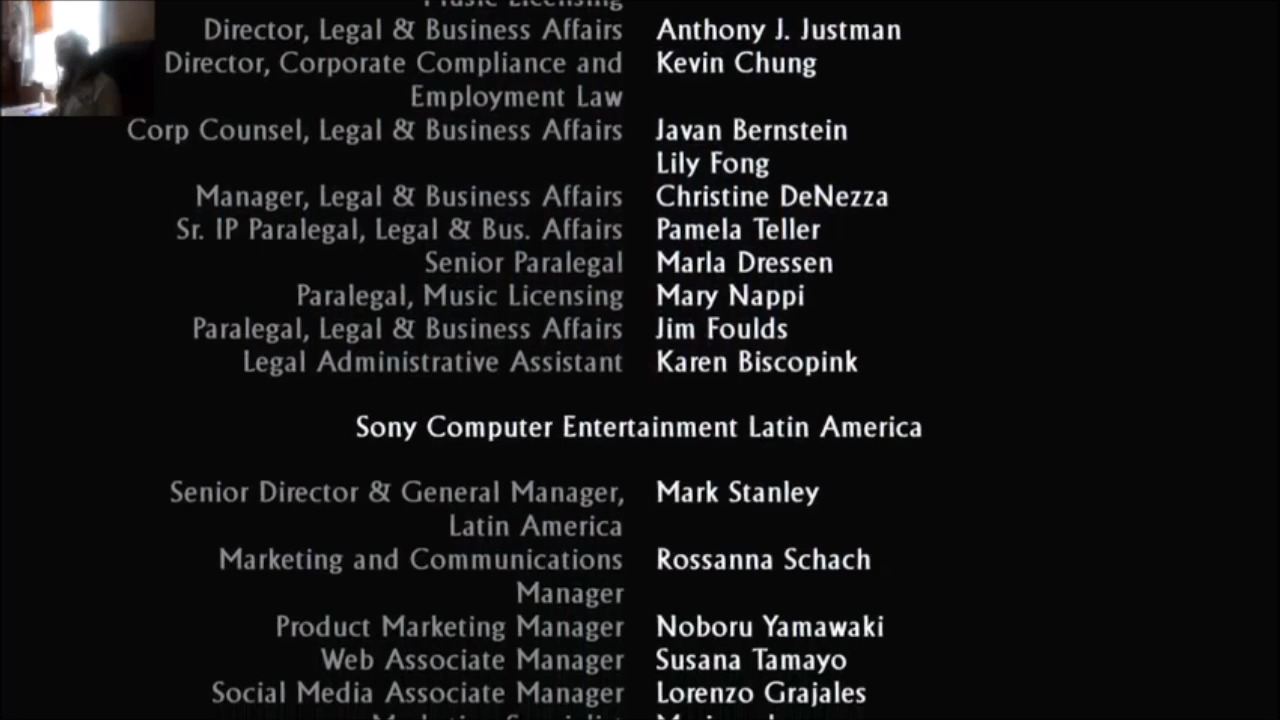 Music Licensing
Director, Legal & Business Affairs Anthony J. Justman
Director, Corporate Compliance and Kevin Chung
Employment Law
Corp Counsel, Legal & Business Affairs Javan Bernstein
Lily Fong
Manager, Legal & Business Affairs Christine DeNezza
Sr. IP Paralegal, Legal & Bus. Affairs Pamela Teller
Senior Paralegal Marla Dressen
Paralegal, Music Licensing Mary Nappi
Paralegal, Legal & Business Affairs Jim Foulds
Legal Administrative Assistant Karen Biscopink
Sony Computer Entertainment Latin America
Senior Director & General Manager, Mark Stanley
Latin America
Marketing and Communications Rossanna Schach
Manager
Product Marketing Manager Noboru Yamawaki
Web Associate Manager Susana Tamayo
Social Media Associate Manager Lorenzo Grajales
Marketing Specialist